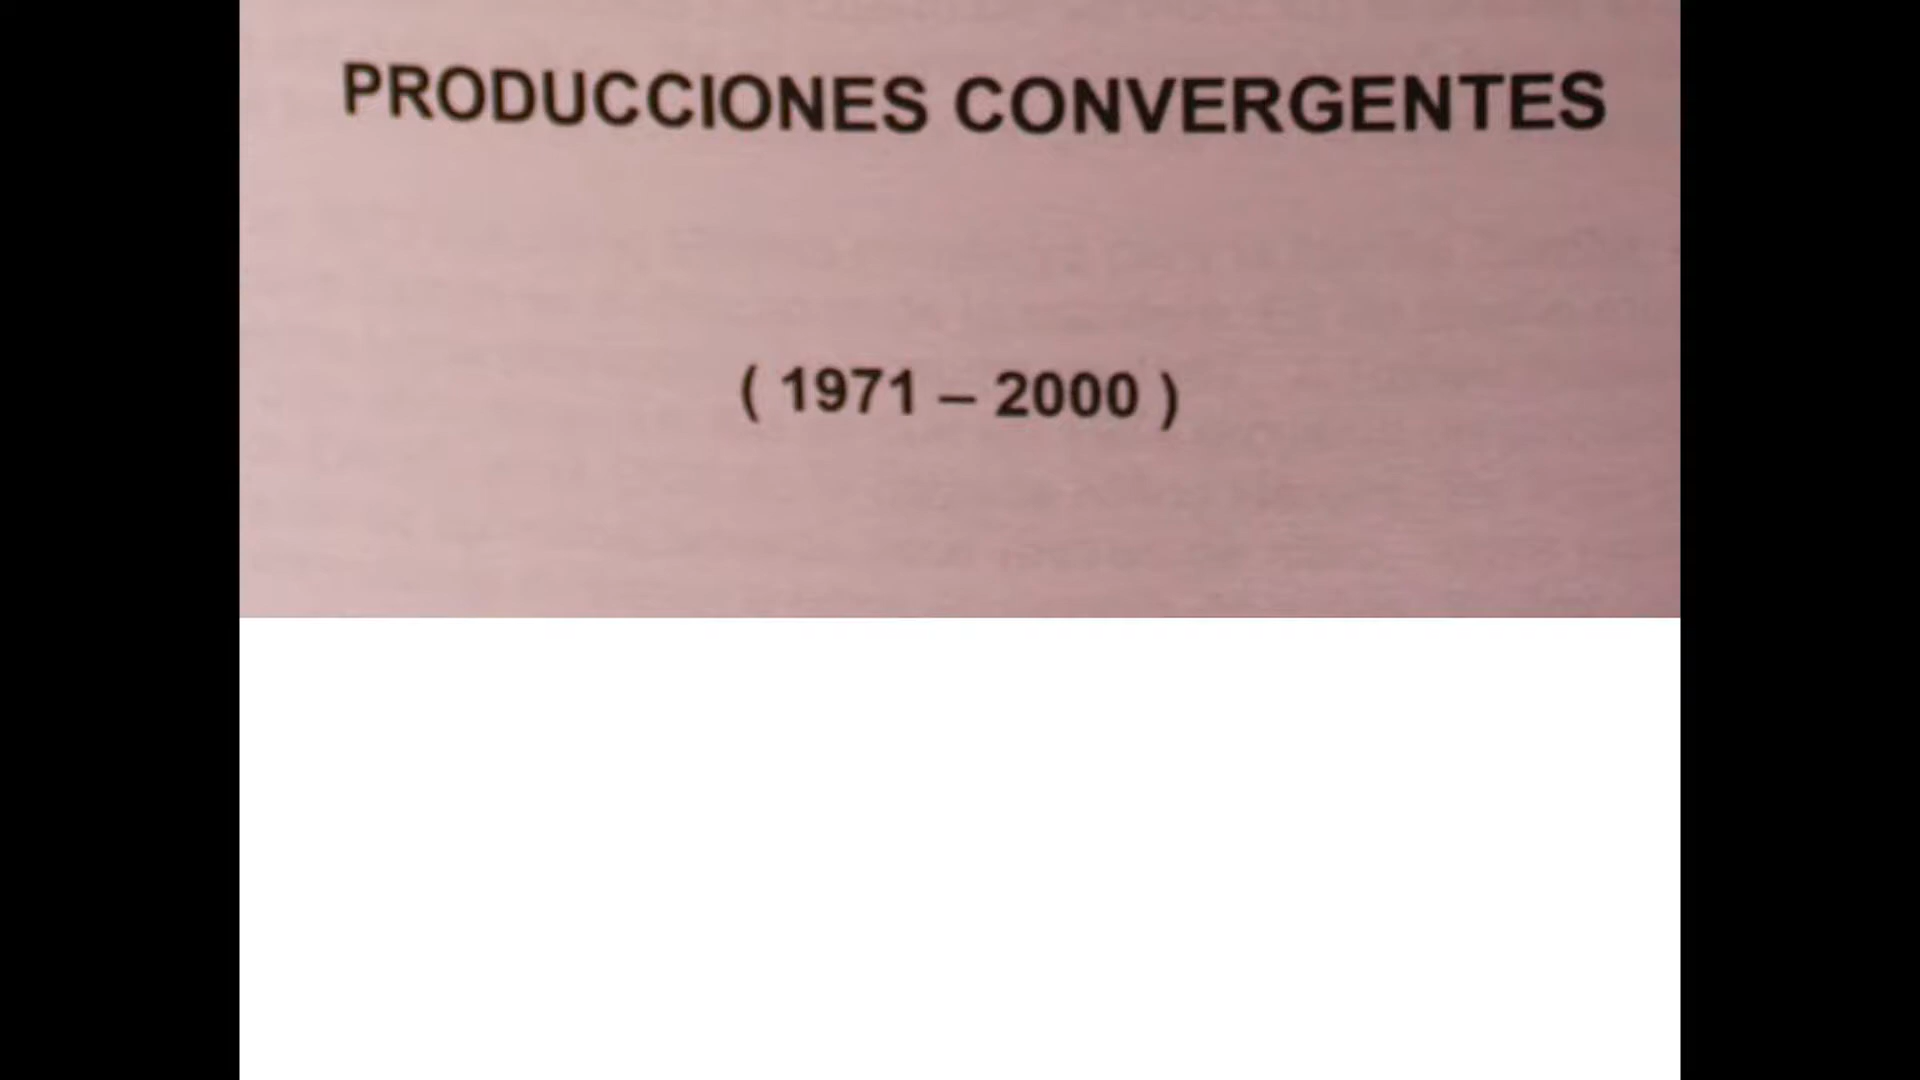 PRODUCCIONES CONVERGENTES
( 1971 – 2000 )